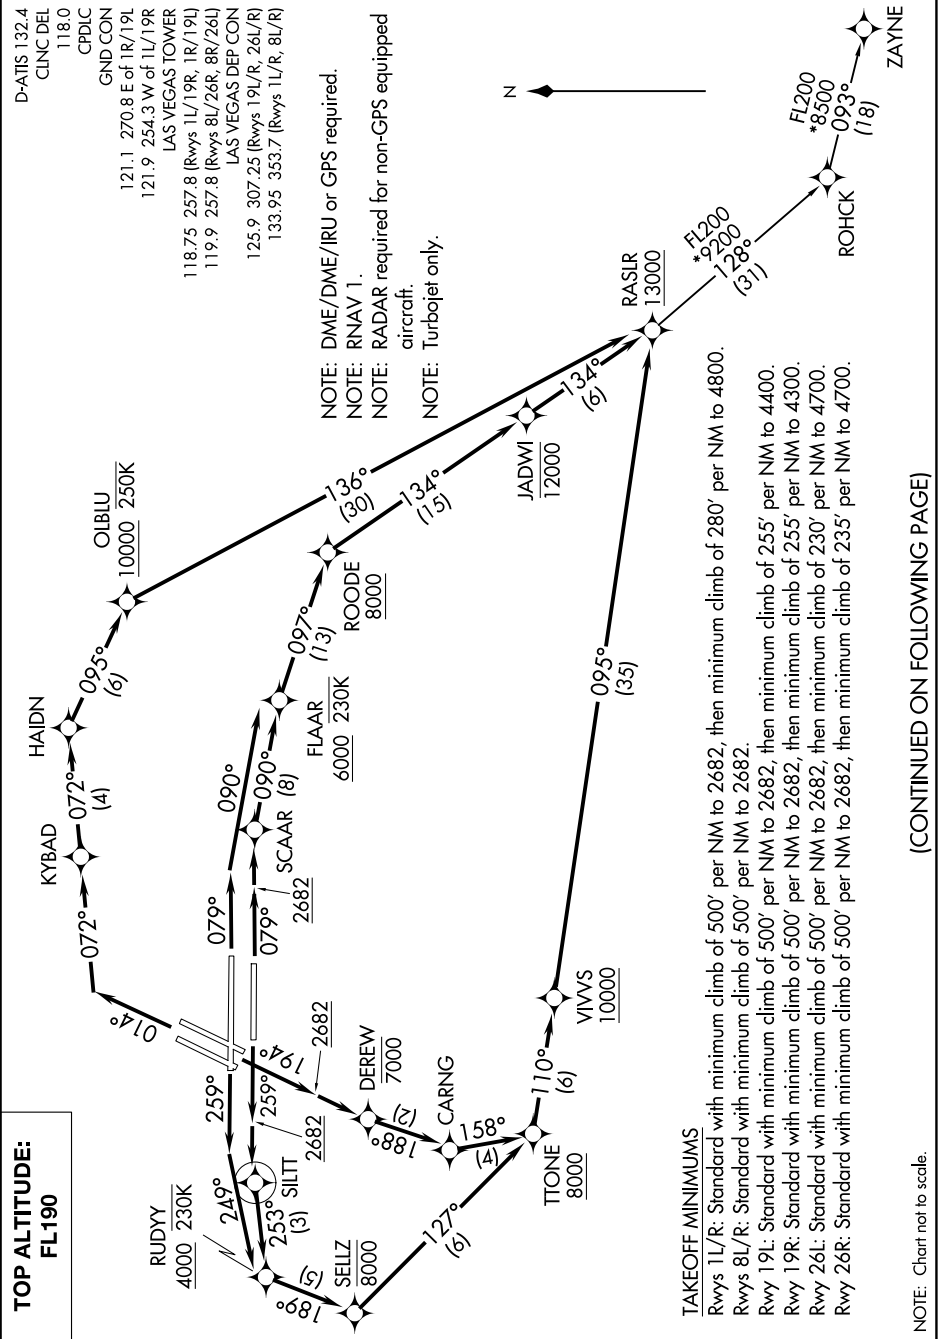 TOP ALTITUDE:
FL190
D-ATIS 132.4
CLNC DEL
118.0
CPDLC
GND CON
121.1 270.8 E of 1R/19L
121.9 254.3 W of 1L/19R
LAS VEGAS TOWER
118.75 257.8 (Rwys 1L/19R, 1R/19L)
119.9 257.8 (Rwys 8L/26R, 8R/26L)
LAS VEGAS DEP CON
125.9 307.25 (Rwys 19L/R, 26L/R)
133.95 353.7 (Rwys 1L/R, 8L/R)
NOTE: DME/DME/IRU or GPS required.
NOTE: RNAV 1.
NOTE: RADAR required for non-GPS equipped
aircraft.
NOTE: Turbojet only.
N
KYBAD
HAIDN
OLBLU
10000 250K
014°
072°
072°
(4)
095°
(6)
136°
(30)
RUDYY
4000 230K
249°
259°
259°
253°
(3)
SILTT
2682
194°
2682
079°
079°
2682
090°
090°
(8)
SCAAR
FLAAR
6000 230K
097°
(13)
ROODE
8000
134°
(15)
JADWI
12000
134°
(6)
RASLR
13000
FL200
*9200
128°
(31)
ROHCK
FL200
*8500
093°
(18)
ZAYNE
189°
(5)
SELLZ
8000
127°
(6)
DEREW
7000
188°
(2)
CARNG
158°
(4)
TTONE
8000
110°
(6)
VIVVS
10000
095°
(35)
TAKEOFF MINIMUMS
Rwys 1L/R: Standard with minimum climb of 500' per NM to 2682, then minimum climb of 280' per NM to 4800.
Rwys 8L/R: Standard with minimum climb of 500' per NM to 2682.
Rwy 19L: Standard with minimum climb of 500' per NM to 2682, then minimum climb of 255' per NM to 4400.
Rwy 19R: Standard with minimum climb of 500' per NM to 2682, then minimum climb of 255' per NM to 4300.
Rwy 26L: Standard with minimum climb of 500' per NM to 2682, then minimum climb of 230' per NM to 4700.
Rwy 26R: Standard with minimum climb of 500' per NM to 2682, then minimum climb of 235' per NM to 4700.
NOTE: Chart not to scale.
(CONTINUED ON FOLLOWING PAGE)